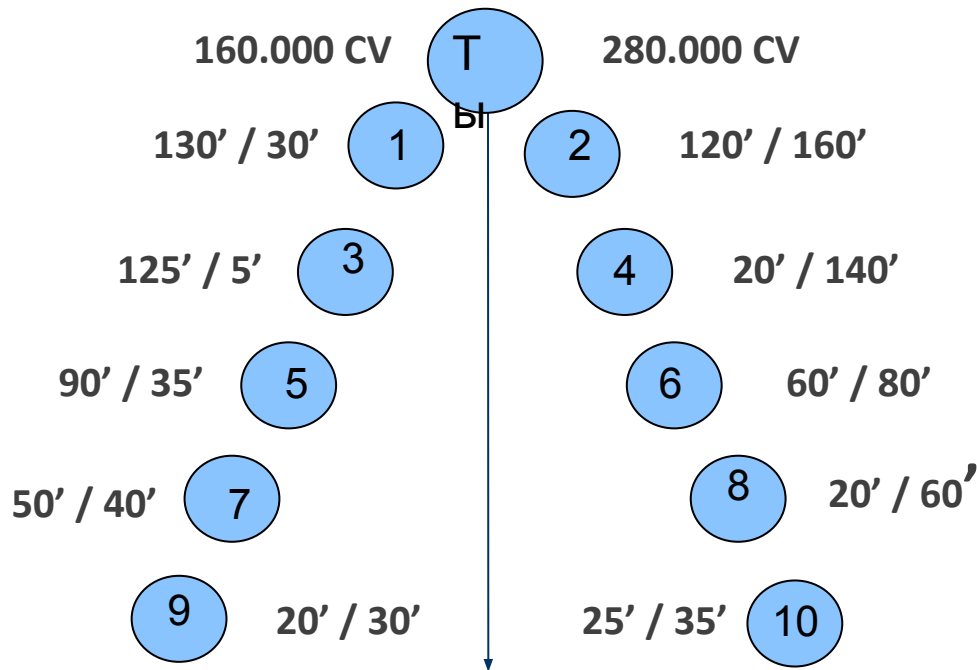 160.000 CV Ты 280.000 CV
130’ / 30’ 1 2 120’ / 160’
125’ / 5’ 3 4 20’ / 140’
90’ / 35’ 5 6 60’ / 80’
50’ / 40’ 7 8 20’ / 60’
9 20’ / 30’ 25’ / 35’ 10